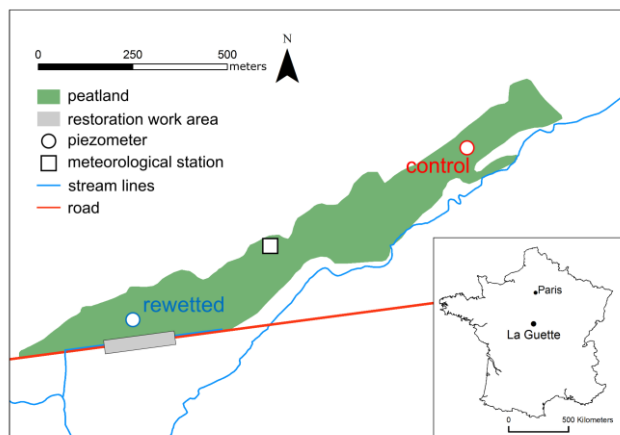 N
0 250 500
meters
peatland
restoration work area
piezometer
meteorological station
stream lines
road
control
rewetted
Paris
La Guette
0 500 Kilometers